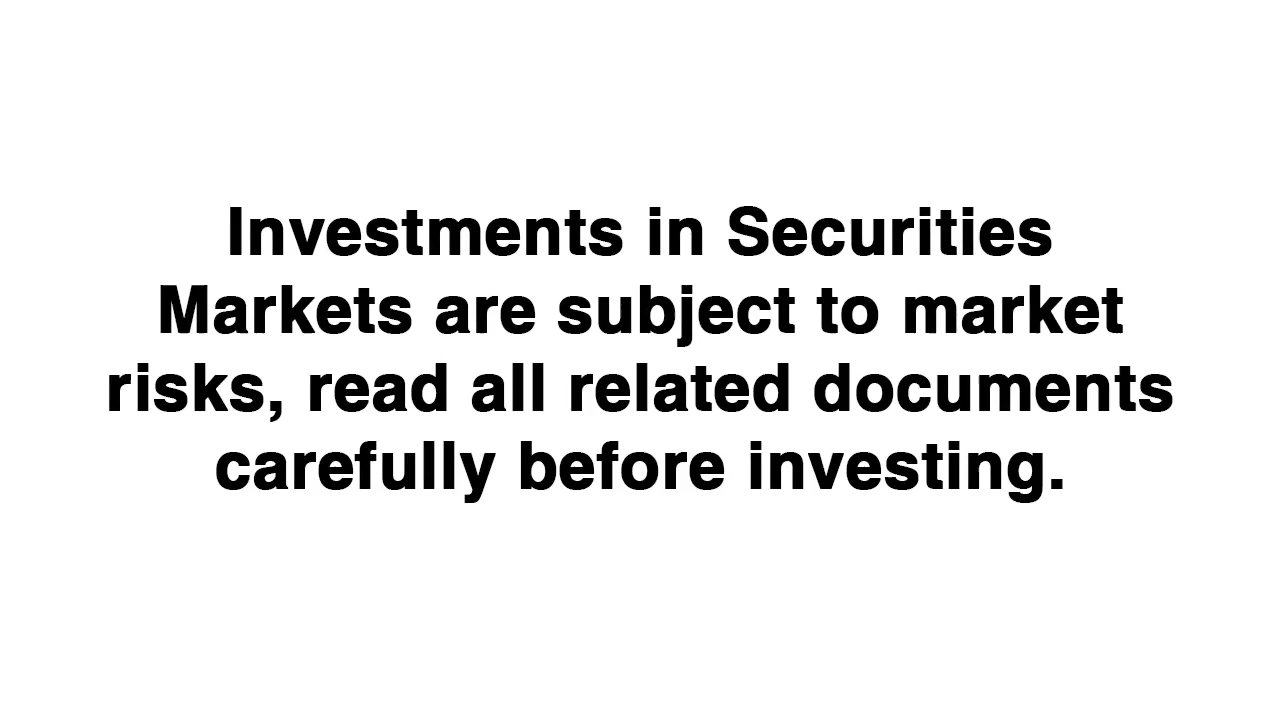 Investments in Securities
Markets are subject to market
risks, read all related documents
carefully before investing.